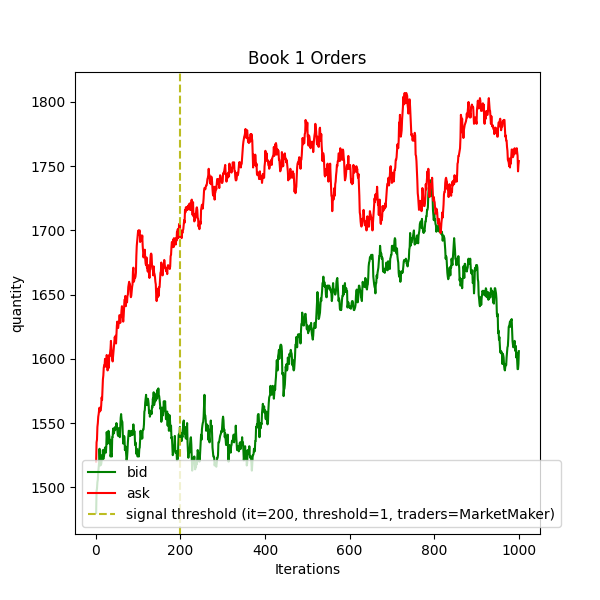 Book 1 Orders
quantity
1800
1750
1700
1650
1600
1550
1500
bid
ask
signal threshold (it=200, threshold=1, traders=MarketMaker)
0 200 400 600 800 1000
Iterations